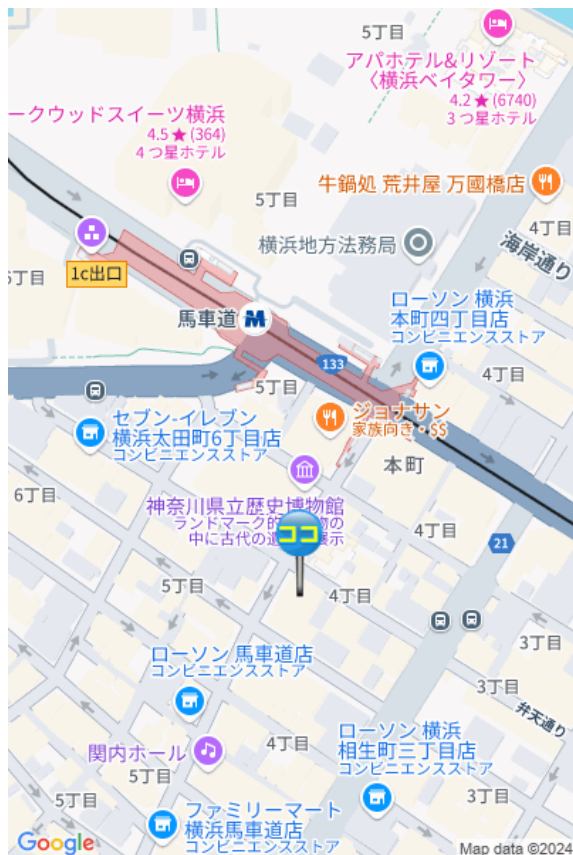 5丁目
アパホテル&リゾート
〈横浜ベイタワー〉
4.2★(6740)
3つ星ホテル
ークウッドスイーツ横浜
4.5★(364)
4つ星ホテル
牛鍋処 荒井屋 万國橋店
5丁目
4丁目
横浜地方法務局
海岸通り
5丁目
1c出口
6丁目
馬車道
ローソン 横浜
本町四丁目店
コンビニエンスストア
133
5丁目
4丁目
セブン-イレブン
横浜太田町6丁目店
コンビニエンスストア
ジョナサン
家族向き・$$
本町
6丁目
神奈川県立歴史博物館
ランドマーク的
物の
中に古代の
展示
ココ
4丁目
21
5丁目
4丁目
3丁目
ローソン 馬車道店
コンビニエンスストア
3丁目
弁天通り
関内ホール
4丁目
ローソン 横浜
相生町三丁目店
コンビニエンスストア
5丁目
5丁目
3丁目
ファミリーマート
横浜馬車道店
コンビニエンスストア
Google
Map data ©2024